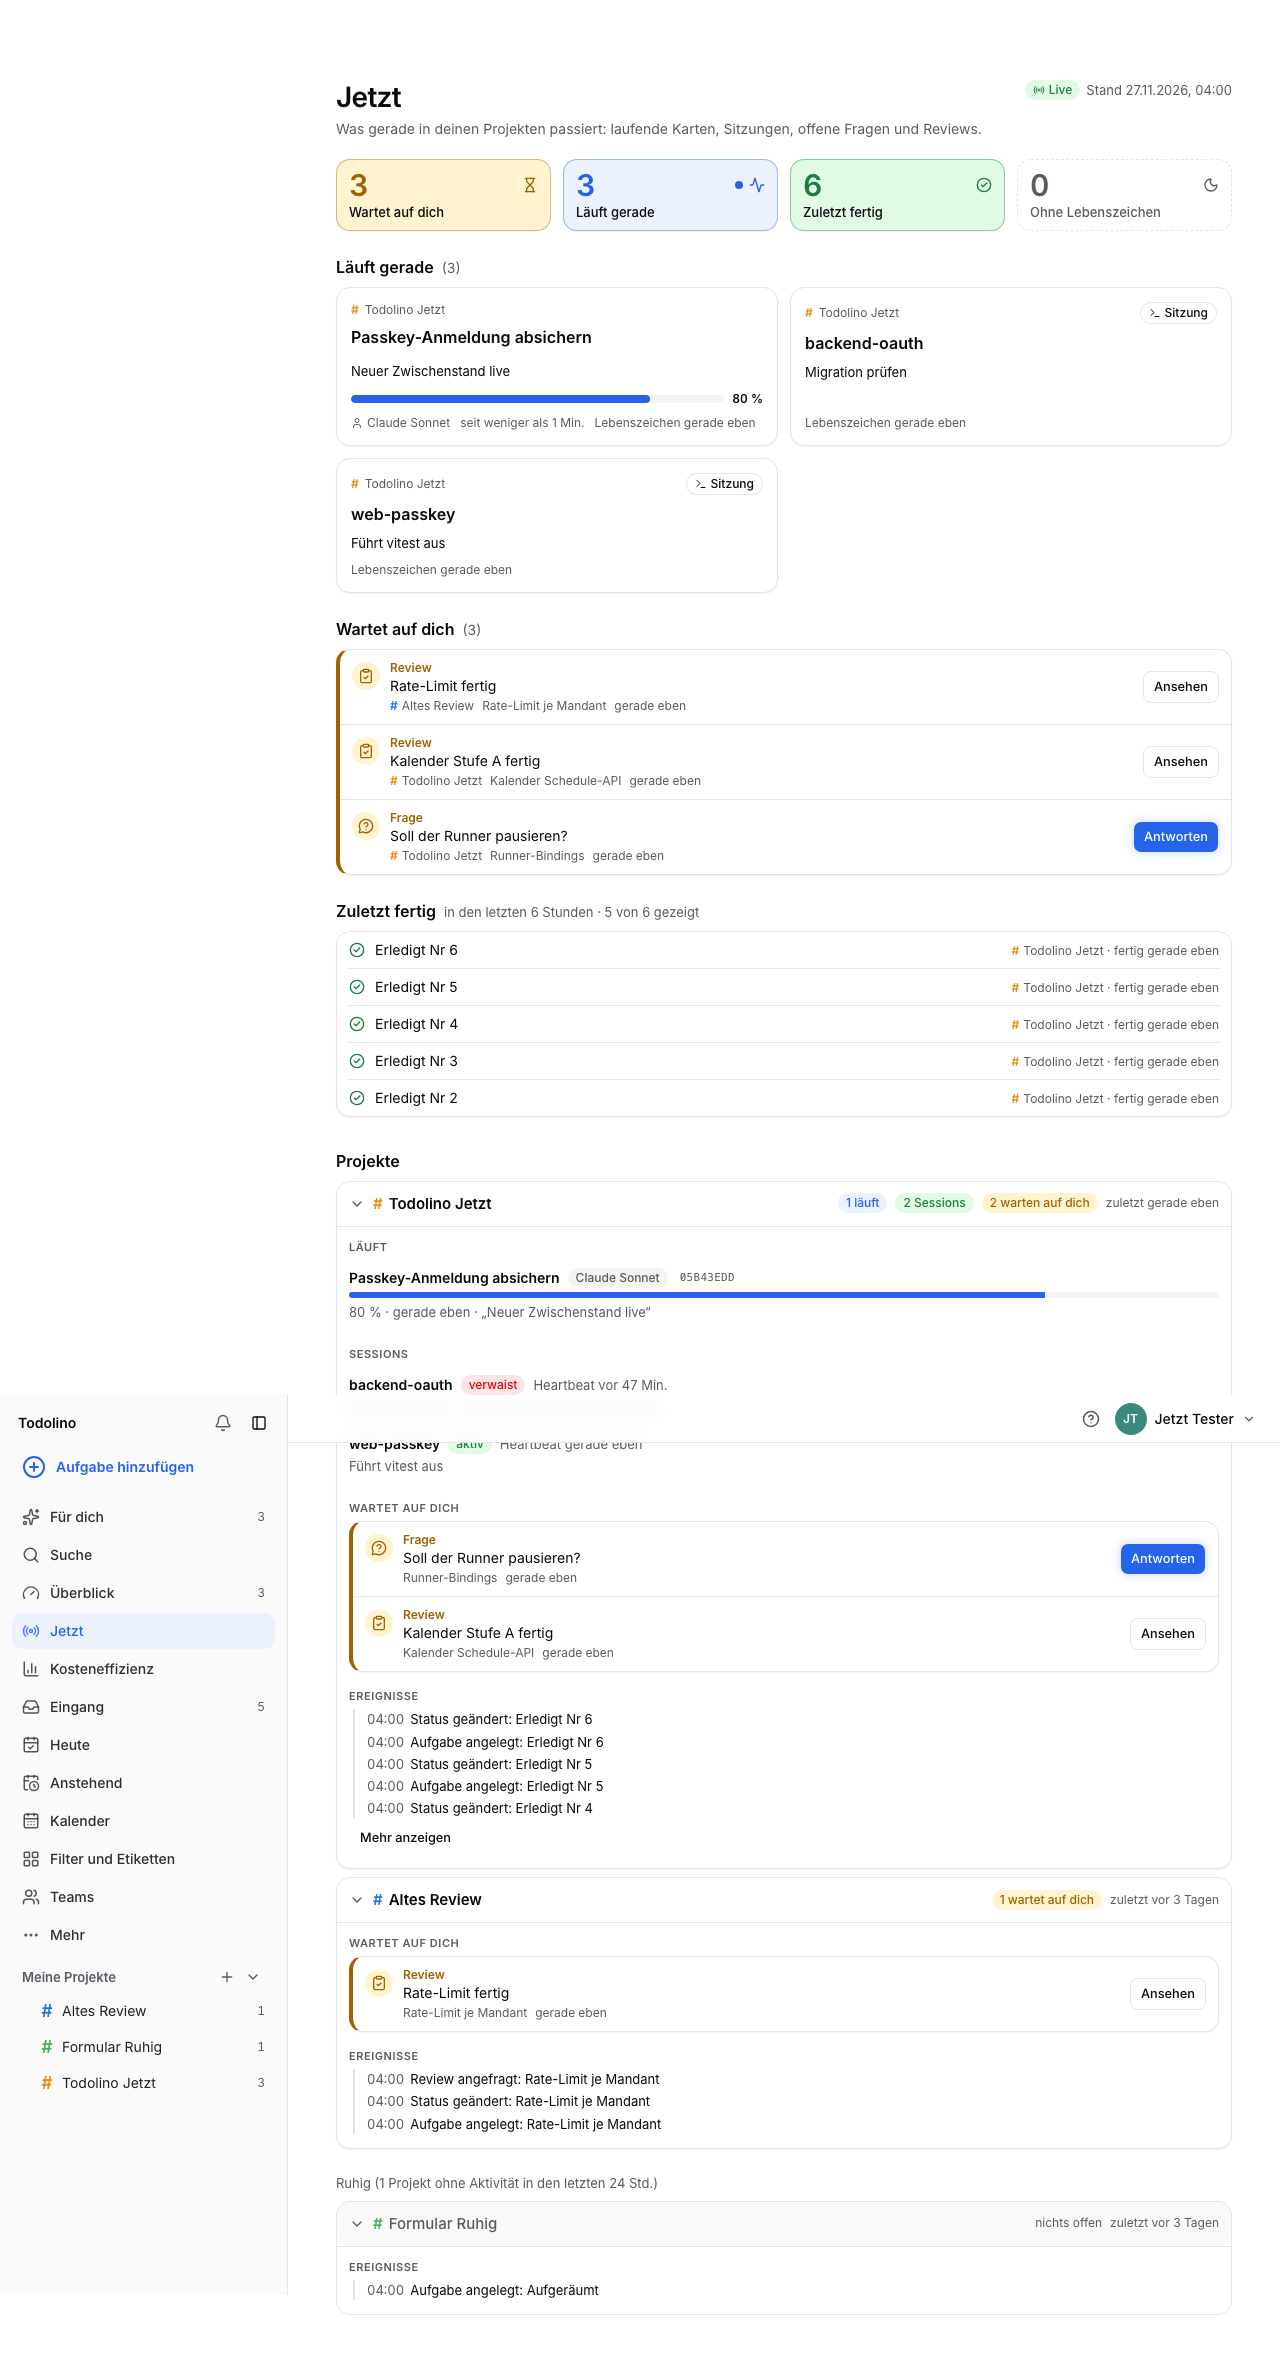 Jetzt
Live Stand 27.11.2026, 04:00
Was gerade in deinen Projekten passiert: laufende Karten, Sitzungen, offene Fragen und Reviews.
3
Wartet auf dich
3
Läuft gerade
6
Zuletzt fertig
0
Ohne Lebenszeichen
Läuft gerade (3)
# Todolino Jetzt
Passkey-Anmeldung absichern
Neuer Zwischenstand live
80 %
Claude Sonnet seit weniger als 1 Min. Lebenszeichen gerade eben
# Todolino Jetzt Sitzung
backend-oauth
Migration prüfen
Lebenszeichen gerade eben
# Todolino Jetzt Sitzung
web-passkey
Führt vitest aus
Lebenszeichen gerade eben
Wartet auf dich (3)
Review
Rate-Limit fertig
# Altes Review Rate-Limit je Mandant gerade eben
Ansehen
Review
Kalender Stufe A fertig
# Todolino Jetzt Kalender Schedule-API gerade eben
Ansehen
Frage
Soll der Runner pausieren?
# Todolino Jetzt Runner-Bindings gerade eben
Antworten
Zuletzt fertig in den letzten 6 Stunden · 5 von 6 gezeigt
Erledigt Nr 6 # Todolino Jetzt · fertig gerade eben
Erledigt Nr 5 # Todolino Jetzt · fertig gerade eben
Erledigt Nr 4 # Todolino Jetzt · fertig gerade eben
Erledigt Nr 3 # Todolino Jetzt · fertig gerade eben
Erledigt Nr 2 # Todolino Jetzt · fertig gerade eben
Projekte
# Todolino Jetzt 1 läuft 2 Sessions 2 warten auf dich zuletzt gerade eben
LÄUFT
Passkey-Anmeldung absichern Claude Sonnet 05B43EDD
80 % · gerade eben · „Neuer Zwischenstand live“
SESSIONS
backend-oauth verwaist Heartbeat vor 47 Min.
web-passkey aktiv Heartbeat gerade eben
Führt vitest aus
WARTET AUF DICH
Frage
Soll der Runner pausieren?
Runner-Bindings gerade eben
Antworten
Review
Kalender Stufe A fertig
Kalender Schedule-API gerade eben
Ansehen
EREIGNISSE
04:00 Status geändert: Erledigt Nr 6
04:00 Aufgabe angelegt: Erledigt Nr 6
04:00 Status geändert: Erledigt Nr 5
04:00 Aufgabe angelegt: Erledigt Nr 5
04:00 Status geändert: Erledigt Nr 4
Mehr anzeigen
# Altes Review 1 wartet auf dich zuletzt vor 3 Tagen
WARTET AUF DICH
Review
Rate-Limit fertig
Rate-Limit je Mandant gerade eben
Ansehen
EREIGNISSE
04:00 Review angefragt: Rate-Limit je Mandant
04:00 Status geändert: Rate-Limit je Mandant
04:00 Aufgabe angelegt: Rate-Limit je Mandant
Ruhig (1 Projekt ohne Aktivität in den letzten 24 Std.)
# Formular Ruhig nichts offen zuletzt vor 3 Tagen
EREIGNISSE
04:00 Aufgabe angelegt: Aufgeräumt
Todolino
JT Jetzt Tester
Aufgabe hinzufügen
Für dich 3
Suche
Überblick 3
Jetzt
Kosteneffizienz
Eingang 5
Heute
Anstehend
Kalender
Filter und Etiketten
Teams
Mehr
Meine Projekte
# Altes Review 1
# Formular Ruhig 1
# Todolino Jetzt 3